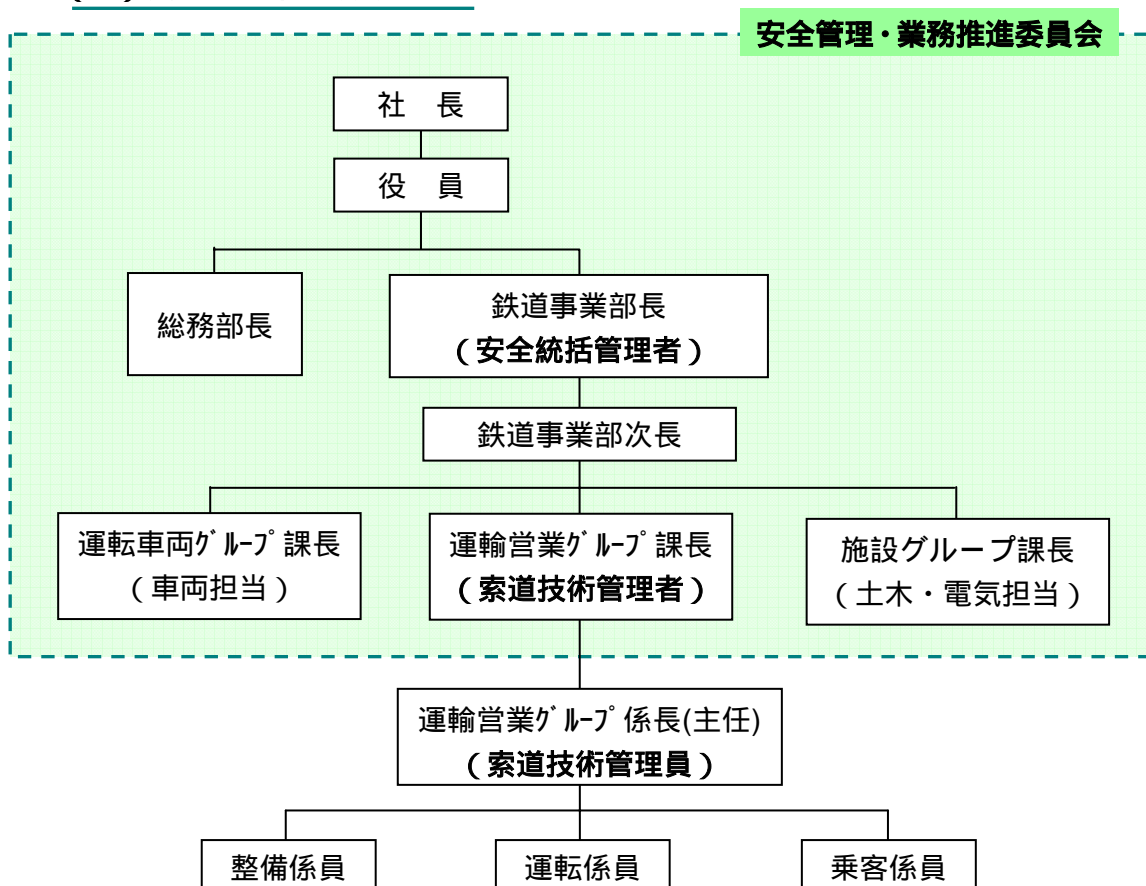 安全管理・業務推進委員会
社　長
役　員
総務部長
鉄道事業部長
（安全統括管理者）
鉄道事業部次長
運転車両ｸﾞﾙｰﾌﾟ課長
（車両担当）
運輸営業ｸﾞﾙｰﾌﾟ課長
（索道技術管理者）
施設グループ課長
（土木・電気担当）
運輸営業ｸﾞﾙｰﾌﾟ係長(主任)
（索道技術管理員）
整備係員
運転係員
乗客係員